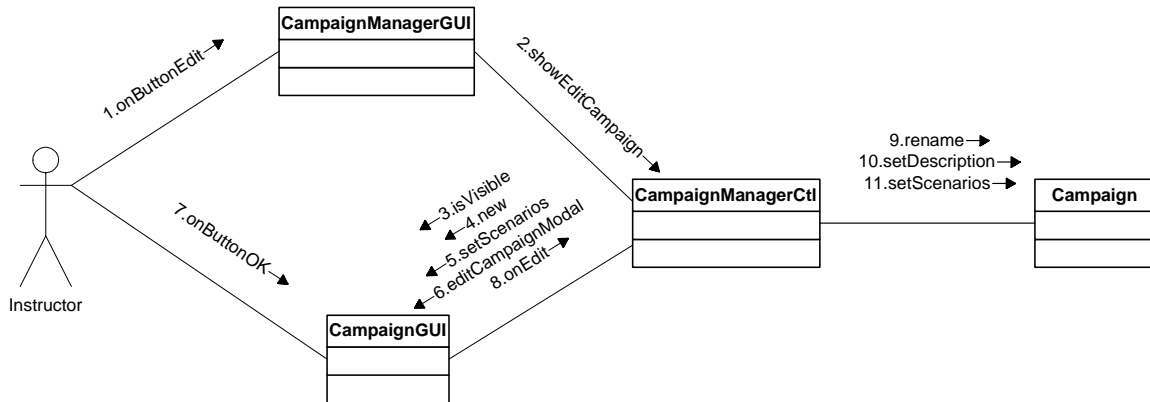 CampaignManagerGUI
1.onButtonEdit
2.showEditCampaign
9.rename
10.setDescription
11.setScenarios
CampaignManagerCtl
Campaign
3.isVisible
4.new
5.setScenarios
6.editCampaignModal
8.onEdit
7.onButtonOK
Instructor
CampaignGUI